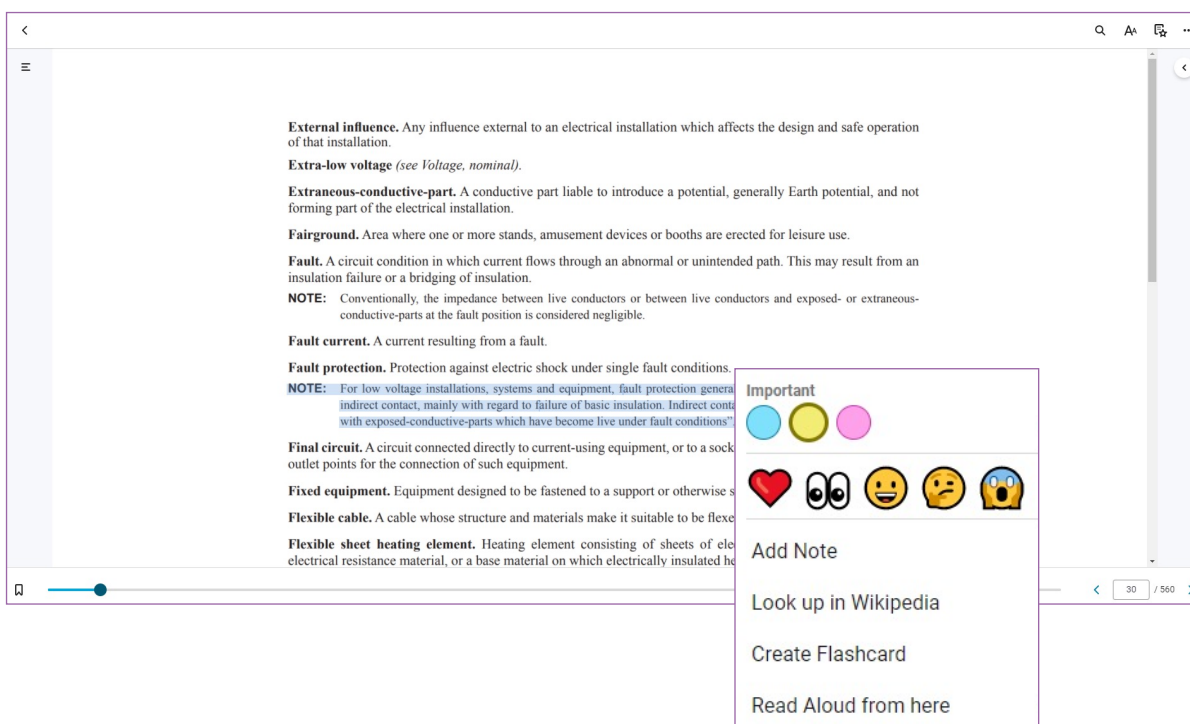 External influence. Any influence external to an electrical installation which affects the design and safe operation
of that installation.
Extra-low voltage (see Voltage, nominal).
Extraneous-conductive-part. A conductive part liable to introduce a potential, generally Earth potential, and not
forming part of the electrical installation.
Fairground. Area where one or more stands, amusement devices or booths are erected for leisure use.
Fault. A circuit condition in which current flows through an abnormal or unintended path. This may result from an
insulation failure or a bridging of insulation.
NOTE: Conventionally, the impedance between live conductors or between live conductors and exposed- or extraneous-
conductive-parts at the fault position is considered negligible.
Fault current. A current resulting from a fault.
Fault protection. Protection against electric shock under single fault conditions.
NOTE: For low voltage installations, systems and equipment, fault protection genera
indirect contact, mainly with regard to failure of basic insulation. Indirect conta
with exposed-conductive-parts which have become live under fault conditions”.
Final circuit. A circuit connected directly to current-using equipment, or to a sock
outlet points for the connection of such equipment.
Fixed equipment. Equipment designed to be fastened to a support or otherwise s
Flexible cable. A cable whose structure and materials make it suitable to be flexe
Flexible sheet heating element. Heating element consisting of sheets of ele
electrical resistance material, or a base material on which electrically insulated he
Important
Add Note
Look up in Wikipedia
Create Flashcard
Read Aloud from here
30 / 560